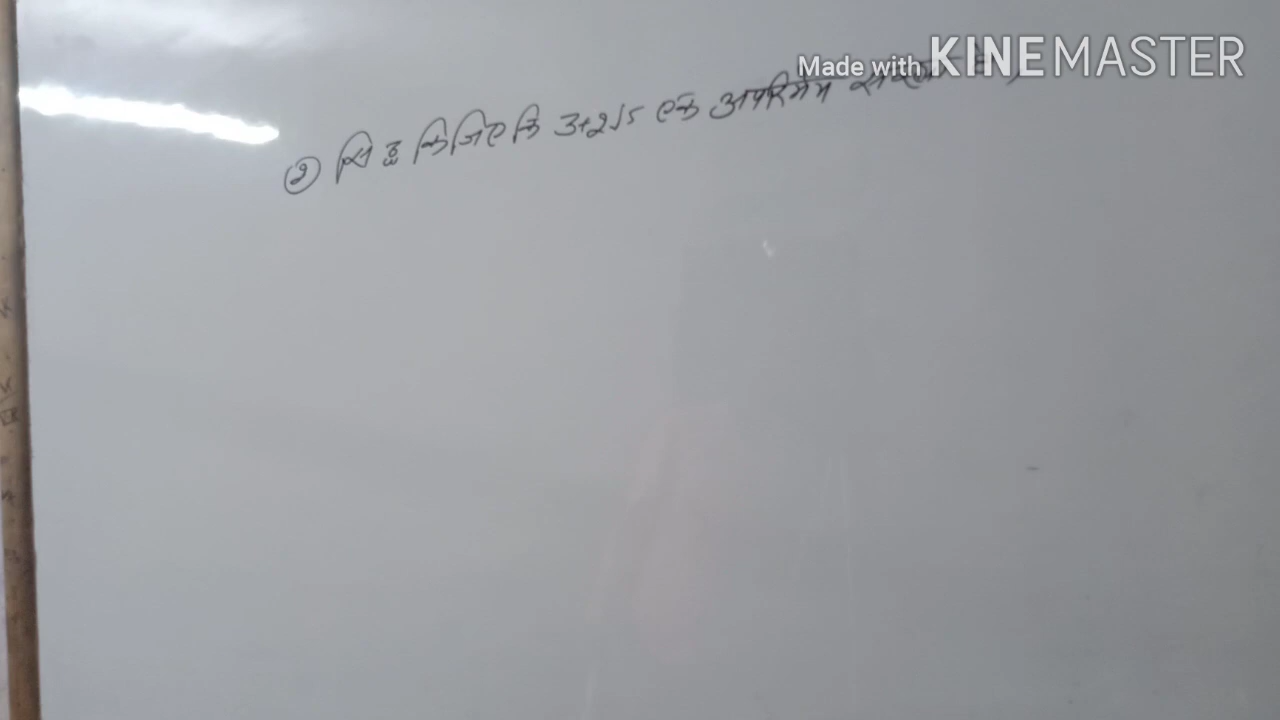 Made with KINEMASTER
② सिद्ध किजिए कि 3+2√5 एक अपरिमेय संख्या है।